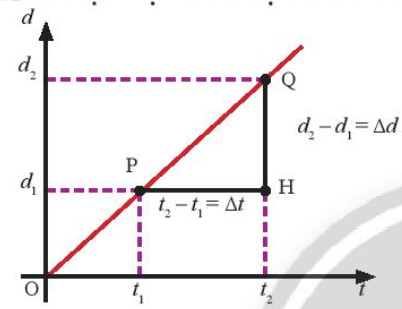 d
d₂
Q
d₂ – d₁ = Δd
P
d₁
H
t₂ – t₁ = Δt
O
t₁
t₂
t